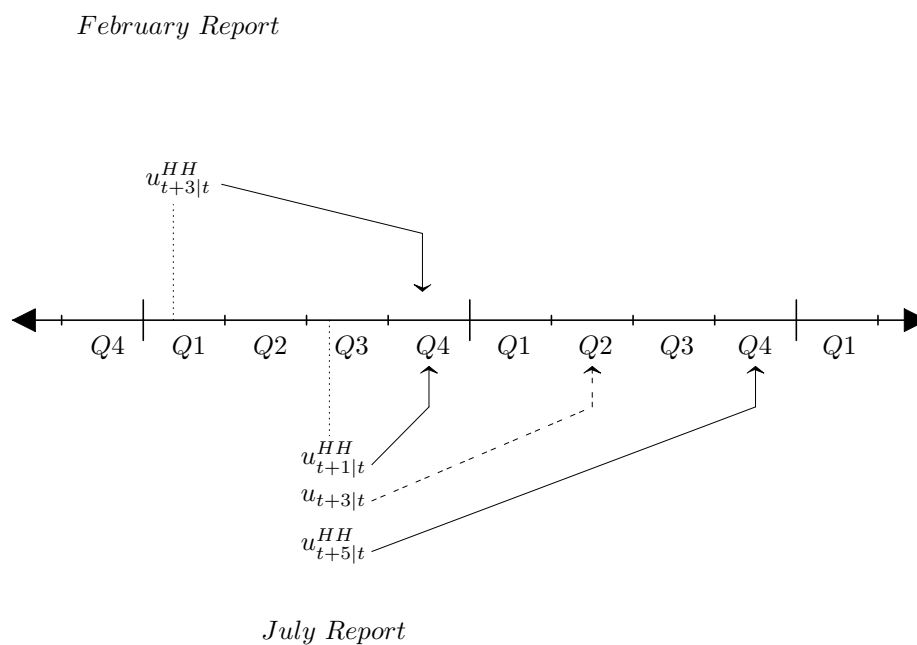 February Report
u^{HH}_{t+3|t}
Q4 Q1 Q2 Q3 Q4 Q1 Q2 Q3 Q4 Q1
u^{HH}_{t+1|t}
u_{t+3|t}
u^{HH}_{t+5|t}
July Report